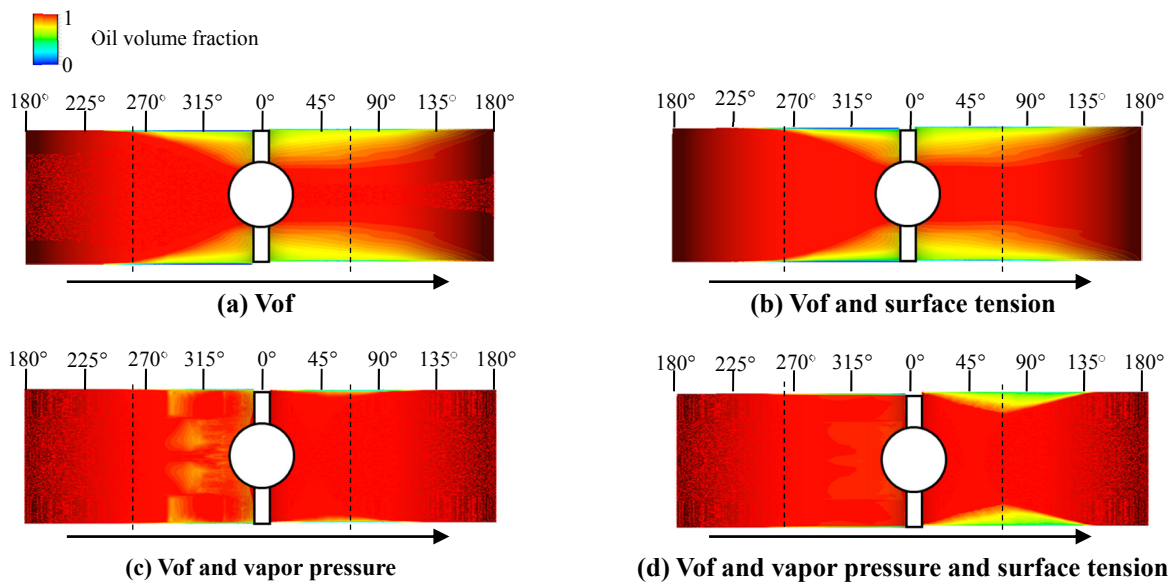 1
Oil volume fraction
0
180° 225° 270° 315° 0° 45° 90° 135° 180°
180° 225° 270° 315° 0° 45° 90° 135° 180°
(a) Vof
(b) Vof and surface tension
180° 225° 270° 315° 0° 45° 90° 135° 180°
180° 225° 270° 315° 0° 45° 90° 135° 180°
(c) Vof and vapor pressure
(d) Vof and vapor pressure and surface tension